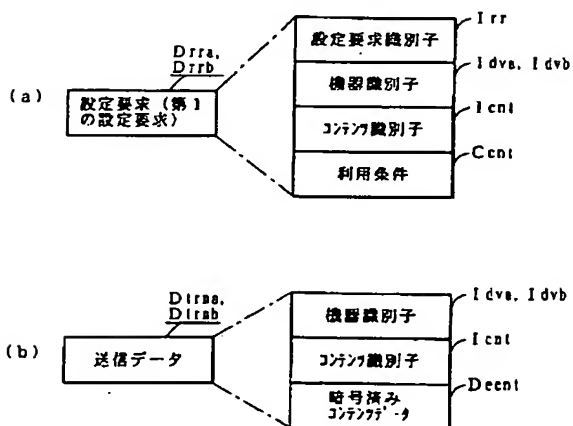 (a)
Drra,
Drrb
設定要求(第1
の設定要求)
設定要求識別子
Irr
機器識別子
Idva, Idvb
コンテンツ識別子
Icnt
利用条件
Ccnt
(b)
Dtrna,
Dtrnb
送信データ
機器識別子
Idva, Idvb
コンテンツ識別子
Icnt
暗号済み
コンテンツデータ
Decnt